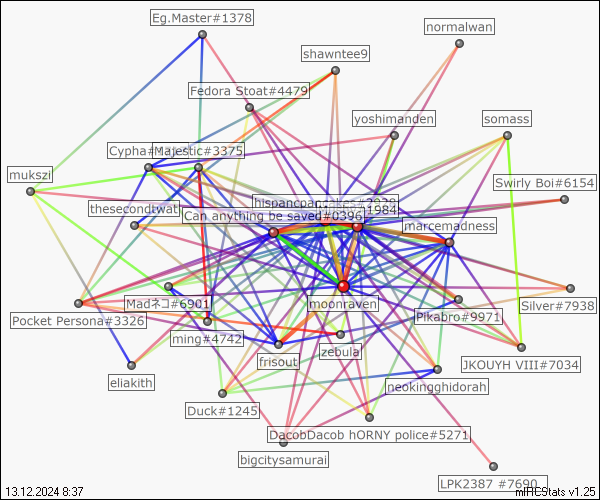 Eg.Master#1378
normalwan
shawntee9
Fedora Stoat#4479
yoshimanden
somass
Cypha#
Majestic#3375
mukszi
Swirly Boi#6154
hispancpancakes#2828
thesecondtwat
Can anything be saved#0396
1984
marcemadness
Madネコ#6901
moonraven
Pocket Persona#3326
Pikabro#9971
Silver#7938
ming#4742
zebula
frisout
JKOUYH VIII#7034
eliakith
neokingghidorah
Duck#1245
DacobDacob hORNY police#5271
bigcitysamurai
LPK2387 #7690
13.12.2024 8:37
mIRCStats v1.25